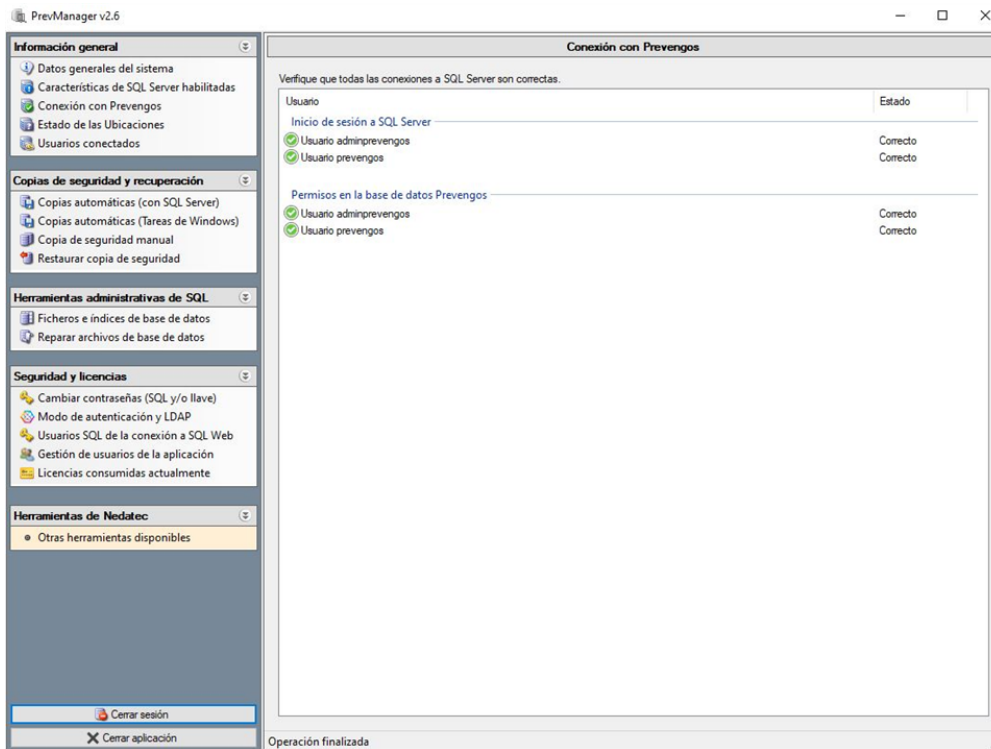 PrevManager v2.6
Información general
Datos generales del sistema
Características de SQL Server habilitadas
Conexión con Prevengos
Estado de las Ubicaciones
Usuarios conectados
Copias de seguridad y recuperación
Copias automáticas (con SQL Server)
Copias automáticas (Tareas de Windows)
Copia de seguridad manual
Restaurar copia de seguridad
Herramientas administrativas de SQL
Ficheros e índices de base de datos
Reparar archivos de base de datos
Seguridad y licencias
Cambiar contraseñas (SQL y/o llave)
Modo de autenticación y LDAP
Usuarios SQL de la conexión a SQL Web
Gestión de usuarios de la aplicación
Licencias consumidas actualmente
Herramientas de Nedatec
Otras herramientas disponibles
Cerrar sesión
Cerrar aplicación
Conexión con Prevengos
Verifique que todas las conexiones a SQL Server son correctas.
Usuario Estado
Inicio de sesión a SQL Server
Usuario adminprevengos Correcto
Usuario prevengos Correcto
Permisos en la base de datos Prevengos
Usuario adminprevengos Correcto
Usuario prevengos Correcto
Operación finalizada